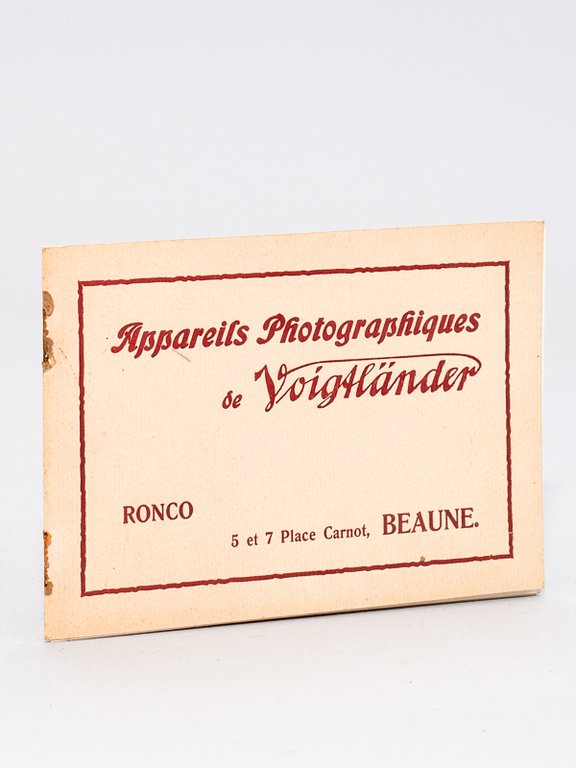 Appareils Photographiques
de Voigtländer
RONCO
5 et 7 Place Carnot, BEAUNE.